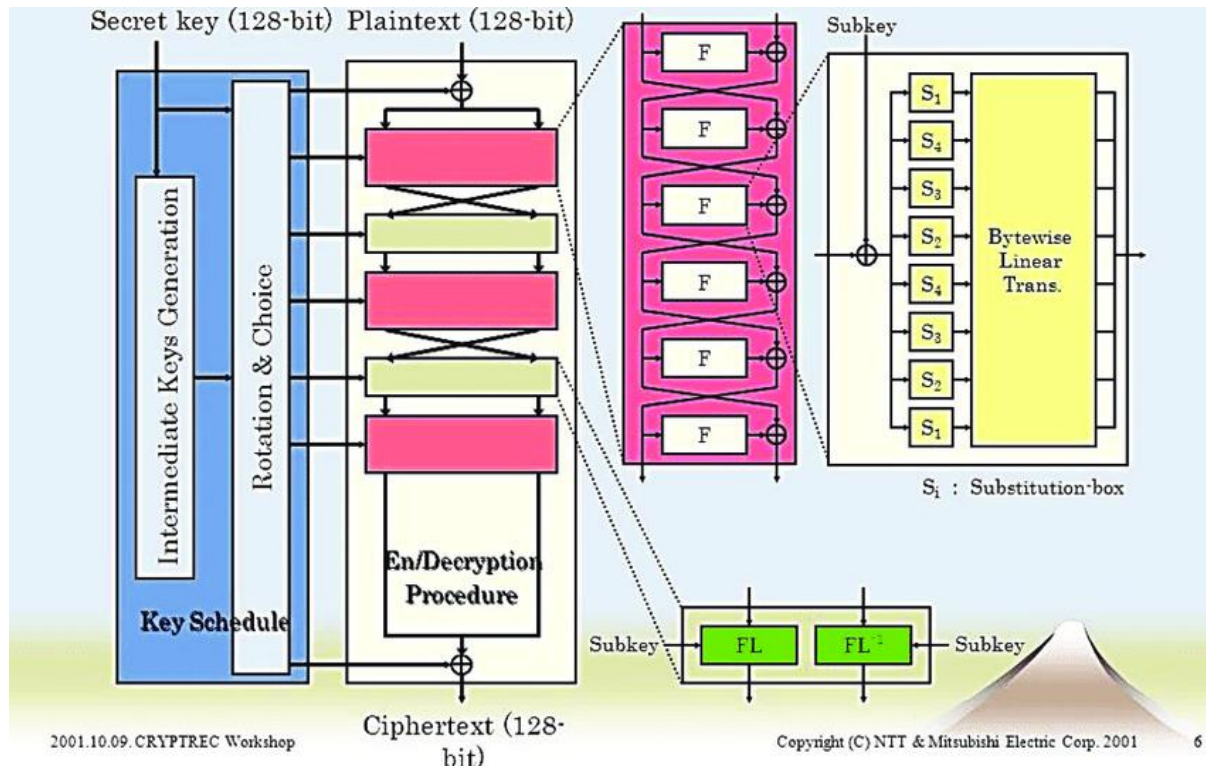 Secret key (128-bit)
Plaintext (128-bit)
Intermediate Keys Generation
Rotation & Choice
Key Schedule
En/Decryption
Procedure
Ciphertext (128-
bit)
F
F
F
F
F
F
Subkey
S1
S4
S3
S2
S4
S3
S2
S1
Bytewise
Linear
Trans.
Si : Substitution-box
Subkey
FL
FL-1
Subkey
2001.10.09. CRYPTREC Workshop
Copyright (C) NTT & Mitsubishi Electric Corp. 2001
6